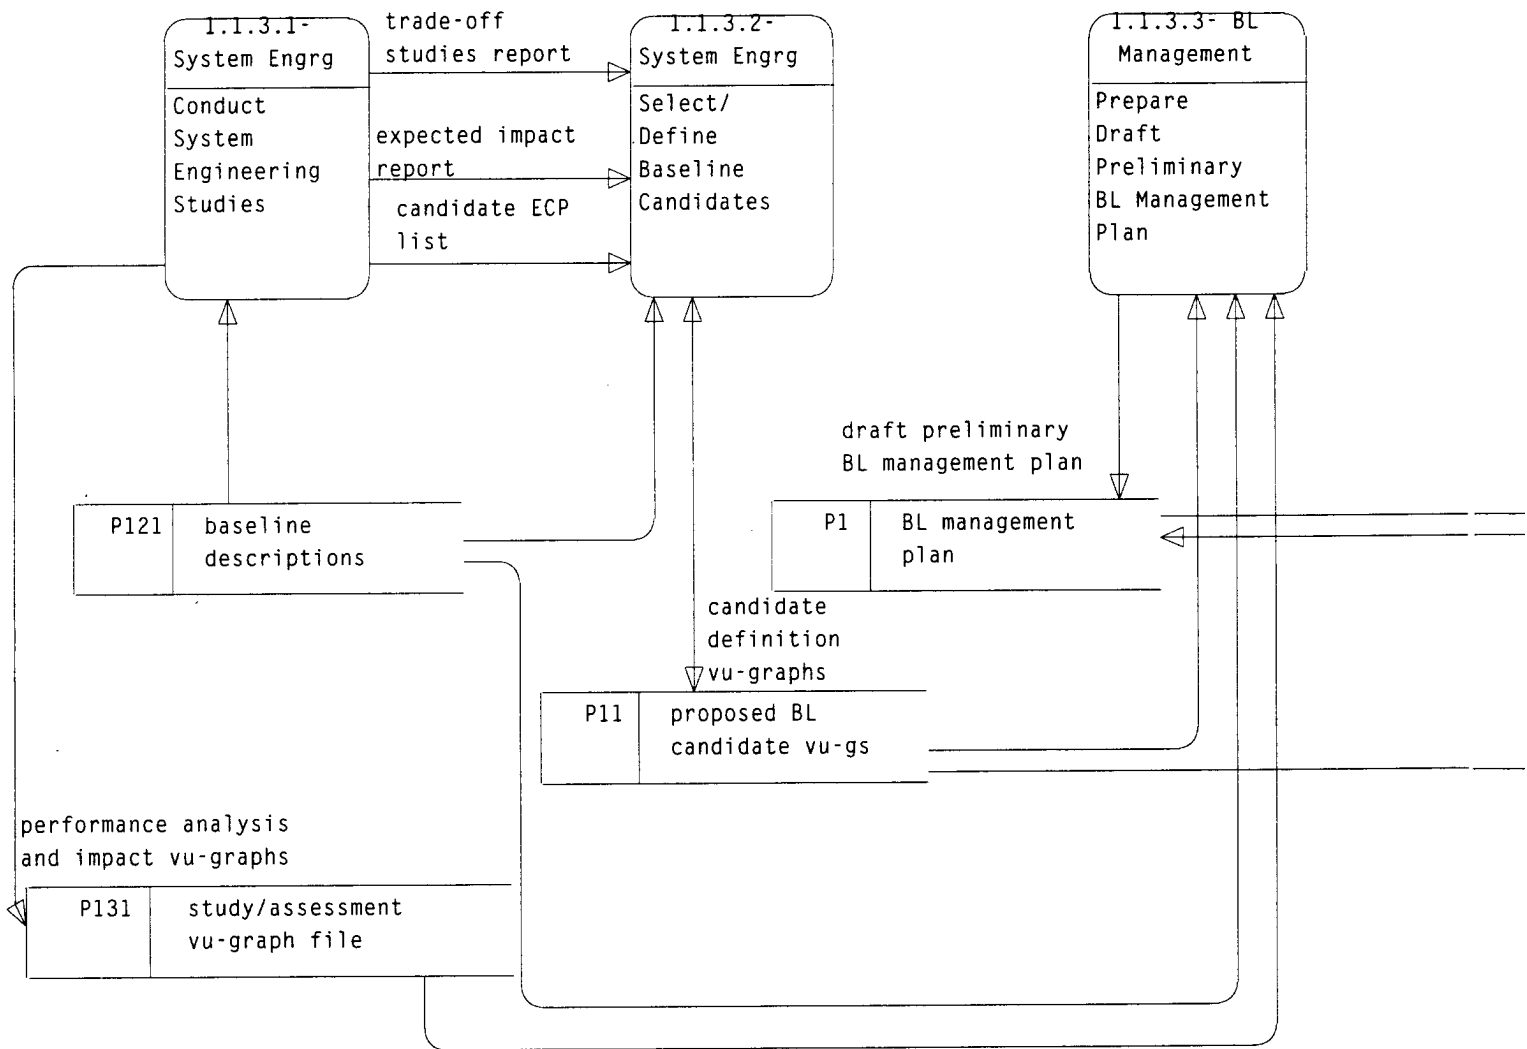 1.1.3.1-
System Engrg
Conduct
System
Engineering
Studies
trade-off
studies report
expected impact
report
candidate ECP
list
1.1.3.2-
System Engrg
Select/
Define
Baseline
Candidates
1.1.3.3- BL
Management
Prepare
Draft
Preliminary
BL Management
Plan
draft preliminary
BL management plan
P121
baseline
descriptions
P1
BL management
plan
candidate
definition
vu-graphs
P11
proposed BL
candidate vu-gs
performance analysis
and impact vu-graphs
P131
study/assessment
vu-graph file